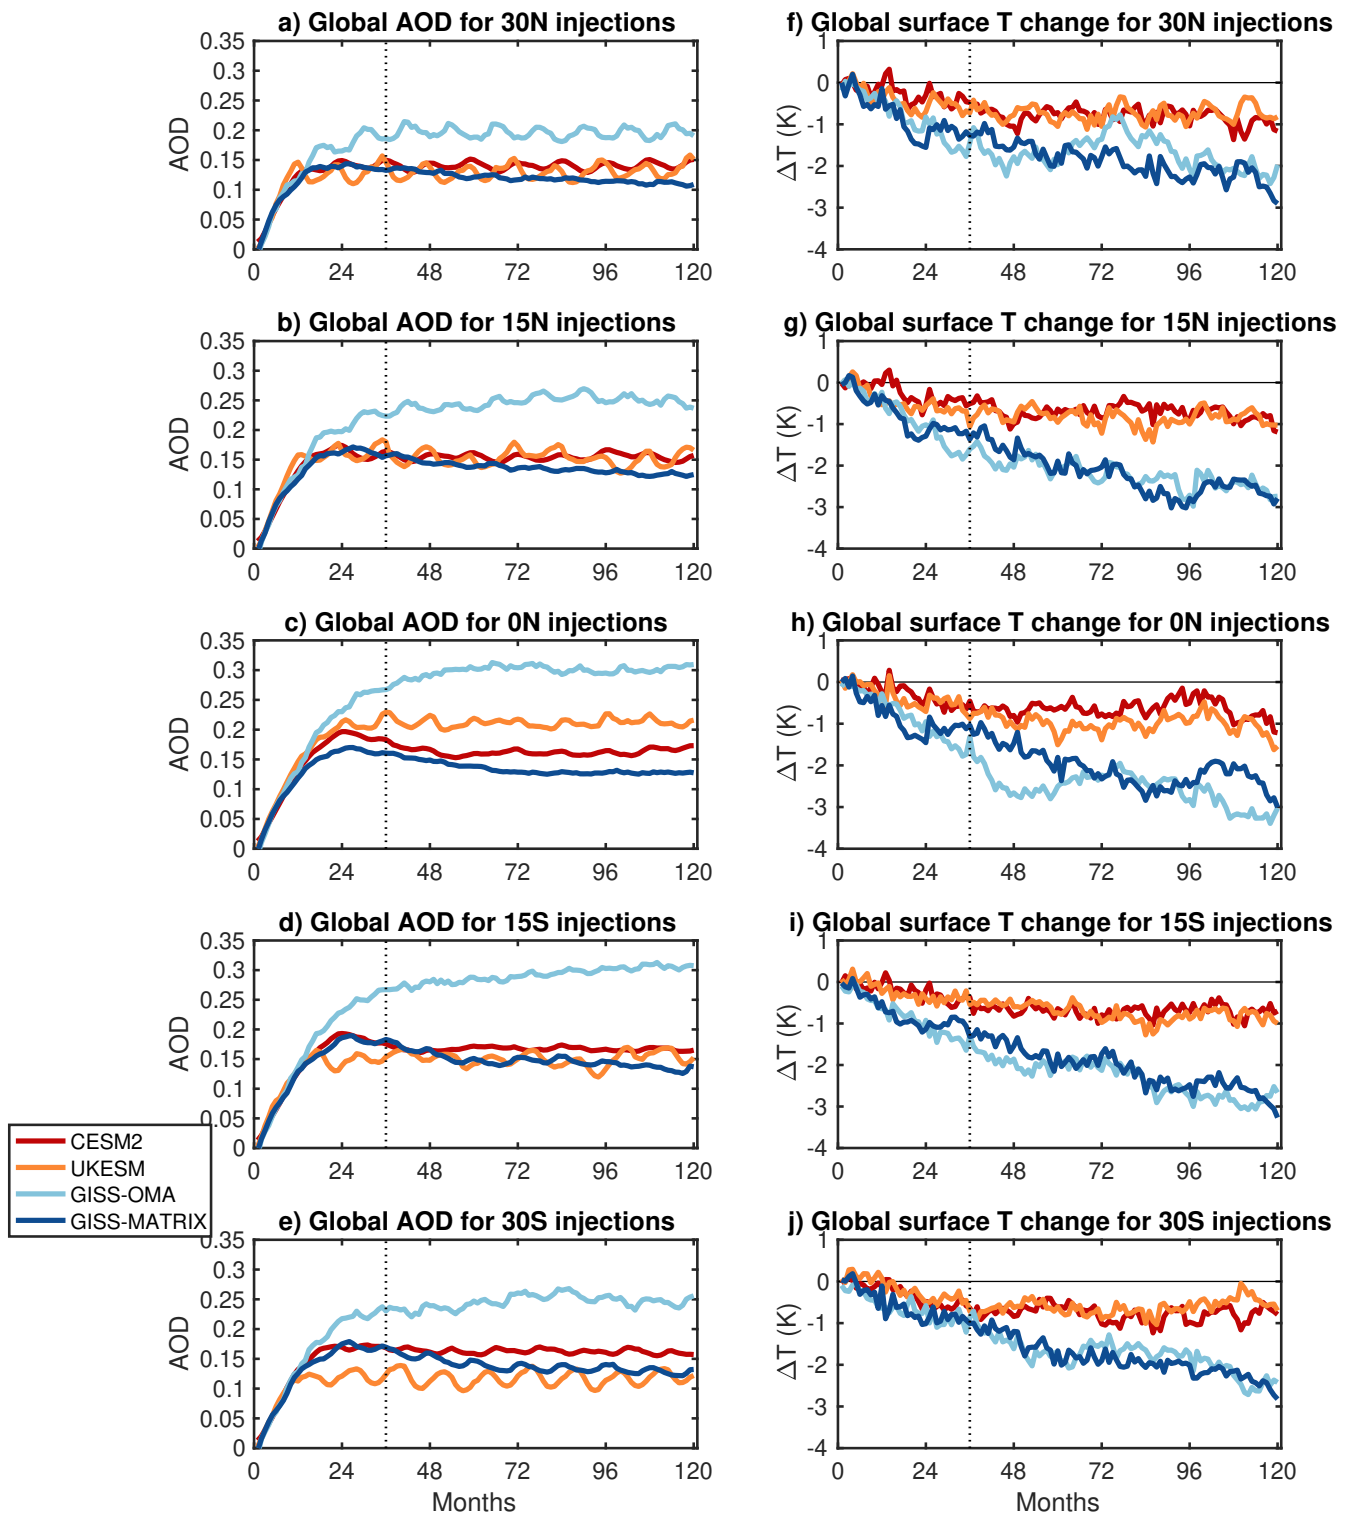 a) Global AOD for 30N injections
0.35
0.3
0.25
0.2
0.15
0.1
0.05
0
AOD
0 24 48 72 96 120
f) Global surface T change for 30N injections
1
0
-1
-2
-3
-4
ΔT (K)
0 24 48 72 96 120
b) Global AOD for 15N injections
0.35
0.3
0.25
0.2
0.15
0.1
0.05
0
AOD
0 24 48 72 96 120
g) Global surface T change for 15N injections
1
0
-1
-2
-3
-4
ΔT (K)
0 24 48 72 96 120
c) Global AOD for 0N injections
0.35
0.3
0.25
0.2
0.15
0.1
0.05
0
AOD
0 24 48 72 96 120
h) Global surface T change for 0N injections
1
0
-1
-2
-3
-4
ΔT (K)
0 24 48 72 96 120
d) Global AOD for 15S injections
0.35
0.3
0.25
0.2
0.15
0.1
0.05
0
AOD
0 24 48 72 96 120
i) Global surface T change for 15S injections
1
0
-1
-2
-3
-4
ΔT (K)
0 24 48 72 96 120
CESM2
UKESM
GISS-OMA
GISS-MATRIX
e) Global AOD for 30S injections
0.35
0.3
0.25
0.2
0.15
0.1
0.05
0
AOD
0 24 48 72 96 120
Months
j) Global surface T change for 30S injections
1
0
-1
-2
-3
-4
ΔT (K)
0 24 48 72 96 120
Months